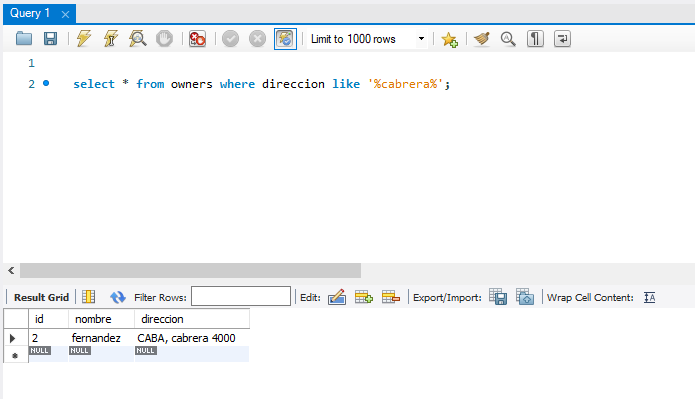 Query 1
Limit to 1000 rows
1
2 select * from owners where direccion like '%cabrera%';
Result Grid Filter Rows: Edit: Export/Import: Wrap Cell Content:
id nombre direccion
2 fernandez CABA, cabrera 4000
NULL NULL NULL